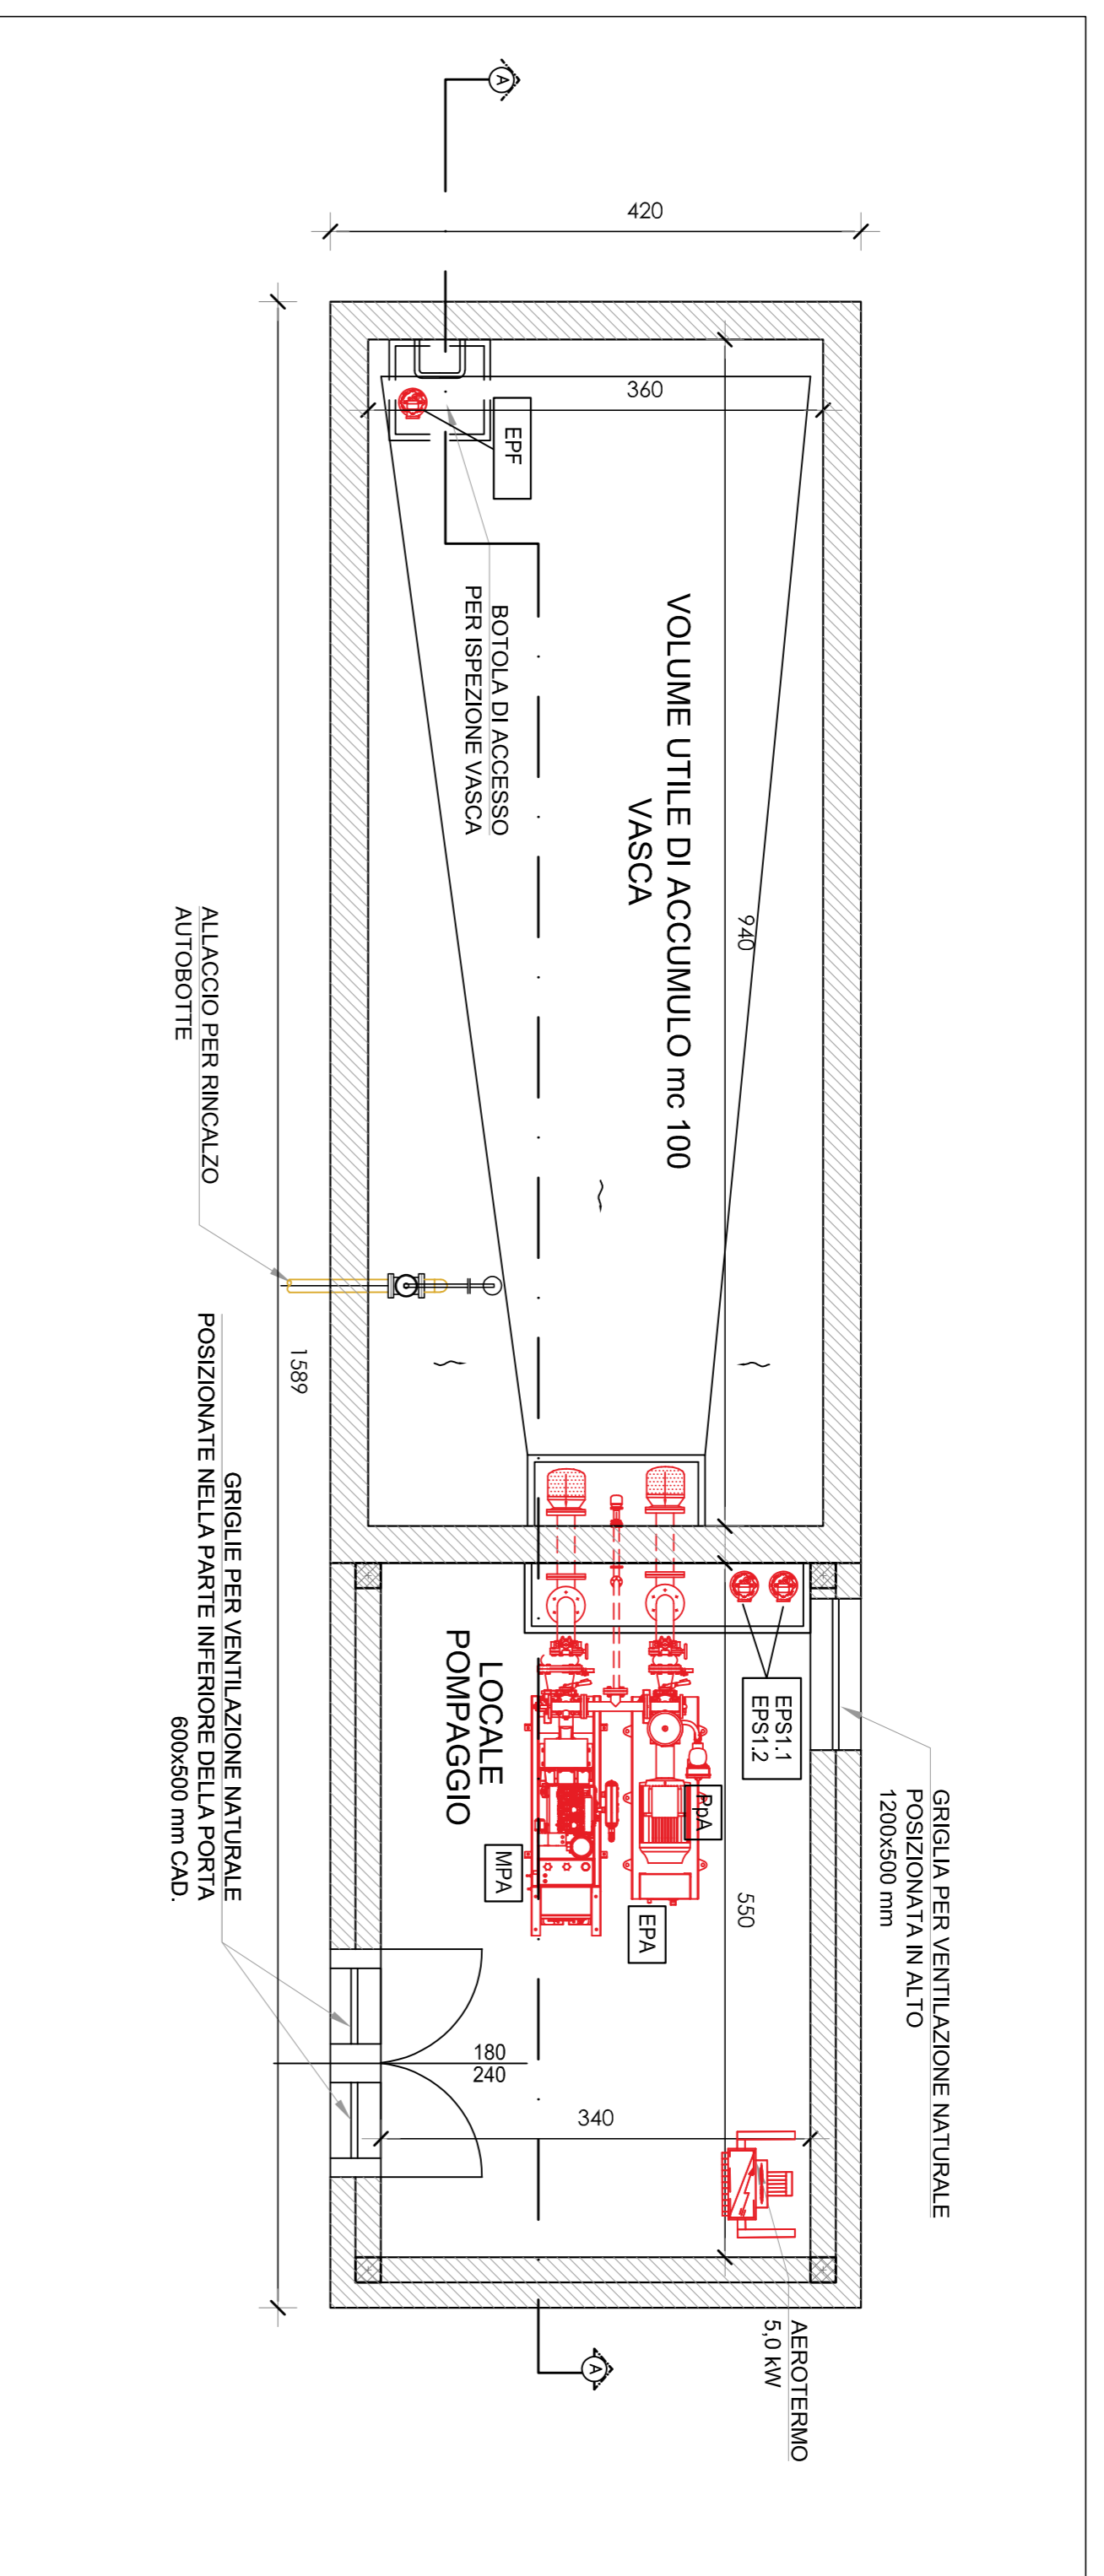 A
420
360
EPF
BOTOLA DI ACCESSO
PER ISPEZIONE VASCA
VOLUME UTILE DI ACCUMULO mc 100
VASCA
940
ALLACCIO PER RINCALZO
AUTOBOTTE
1589
GRIGLIE PER VENTILAZIONE NATURALE
POSIZIONATE NELLA PARTE INFERIORE DELLA PORTA
600x500 mm CAD.
LOCALE
POMPAGGIO
EPS1.1
EPS1.2
PpA
MPA
EPA
550
GRIGLIA PER VENTILAZIONE NATURALE
POSIZIONATA IN ALTO
1200x500 mm
180
240
340
AEROTERMO
5,0 kW
A